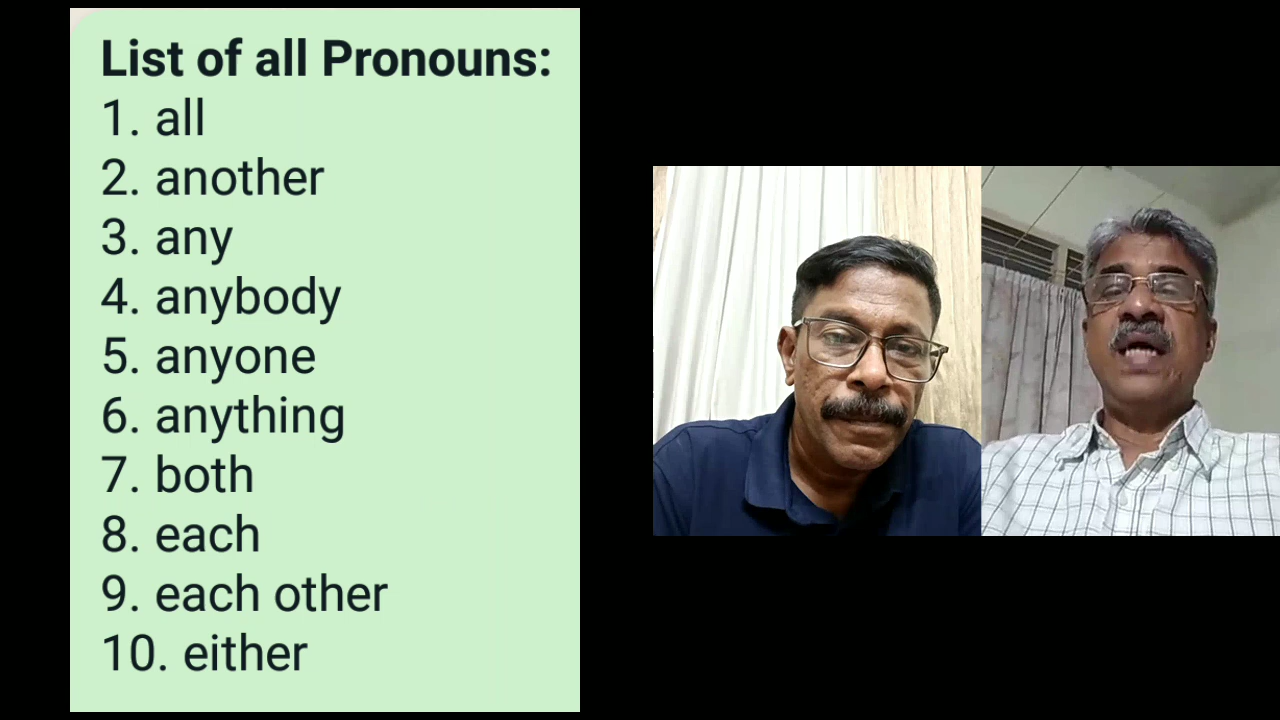 List of all Pronouns:
1. all
2. another
3. any
4. anybody
5. anyone
6. anything
7. both
8. each
9. each other
10. either